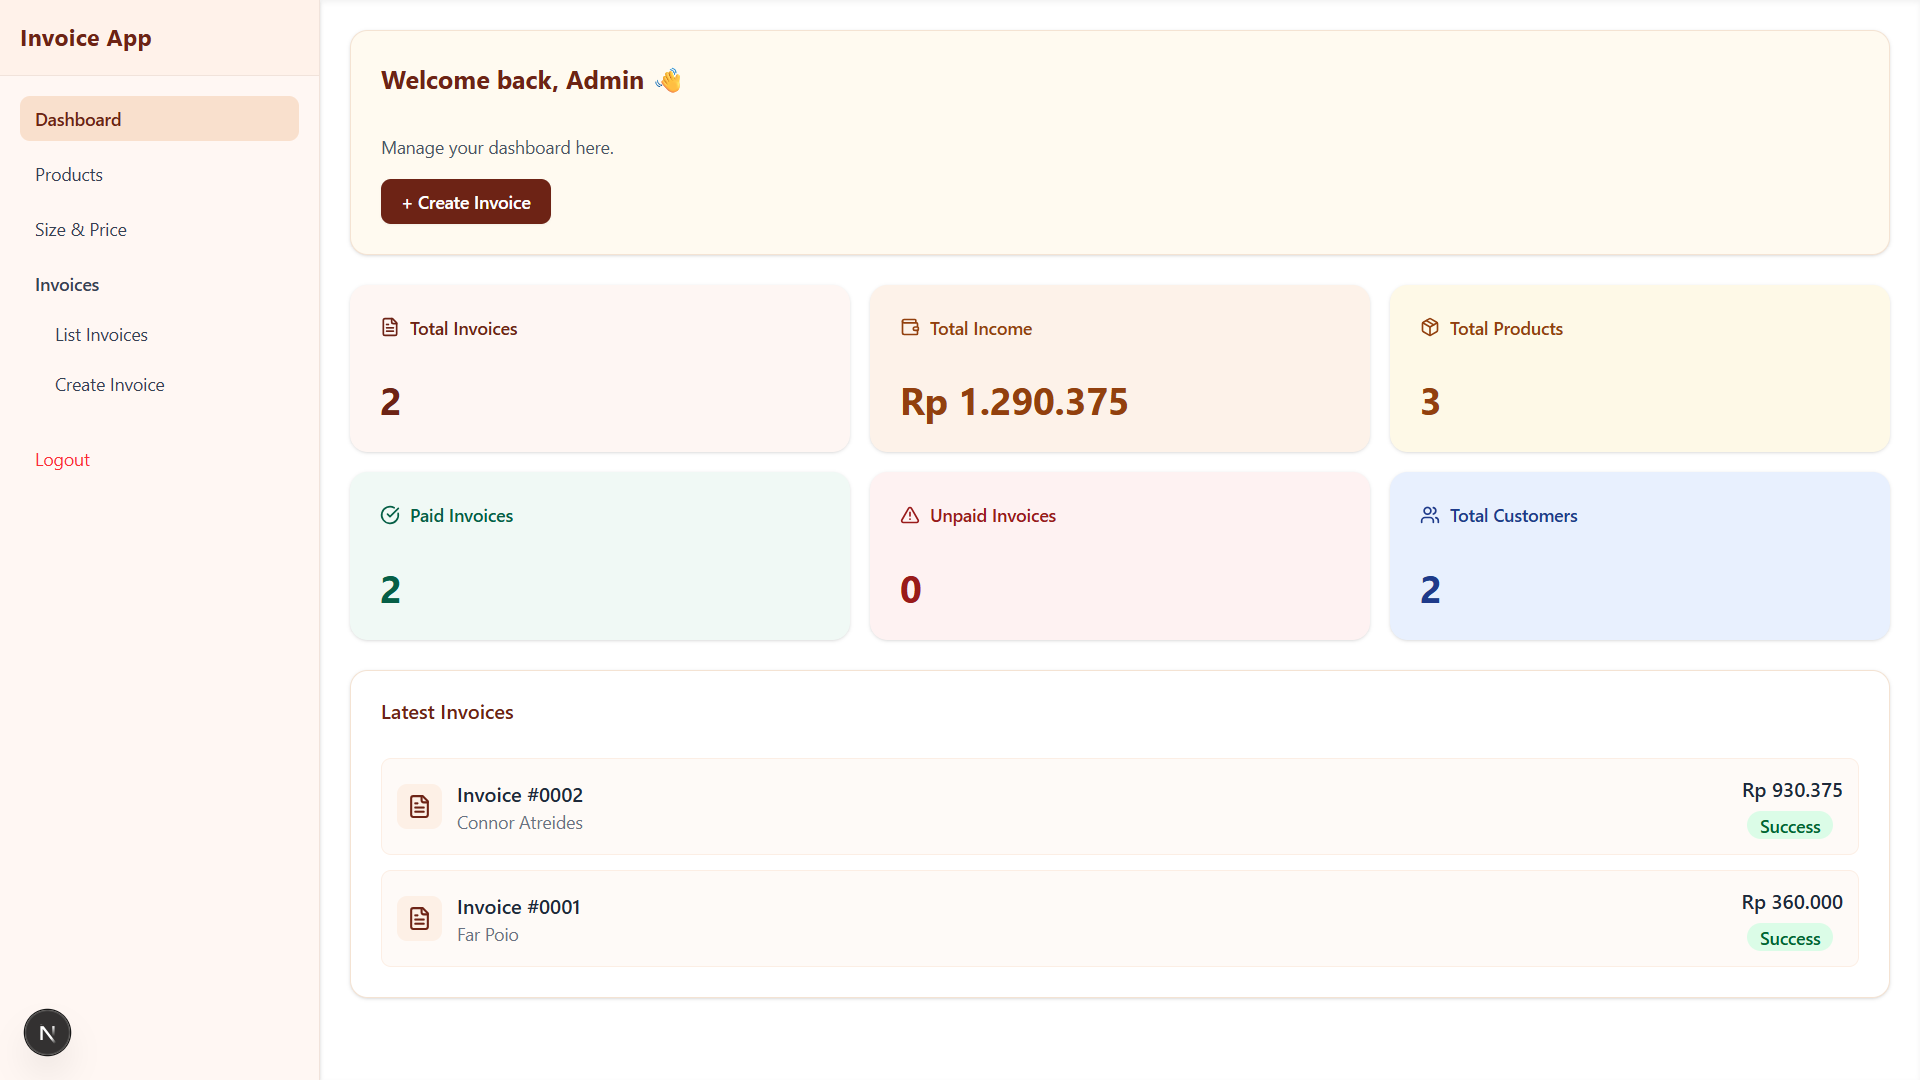 Invoice App
Dashboard
Products
Size & Price
Invoices
List Invoices
Create Invoice
Logout
N
Welcome back, Admin 👋
Manage your dashboard here.
+ Create Invoice
Total Invoices
2
Total Income
Rp 1.290.375
Total Products
3
Paid Invoices
2
Unpaid Invoices
0
Total Customers
2
Latest Invoices
Invoice #0002
Connor Atreides
Rp 930.375
Success
Invoice #0001
Far Poio
Rp 360.000
Success